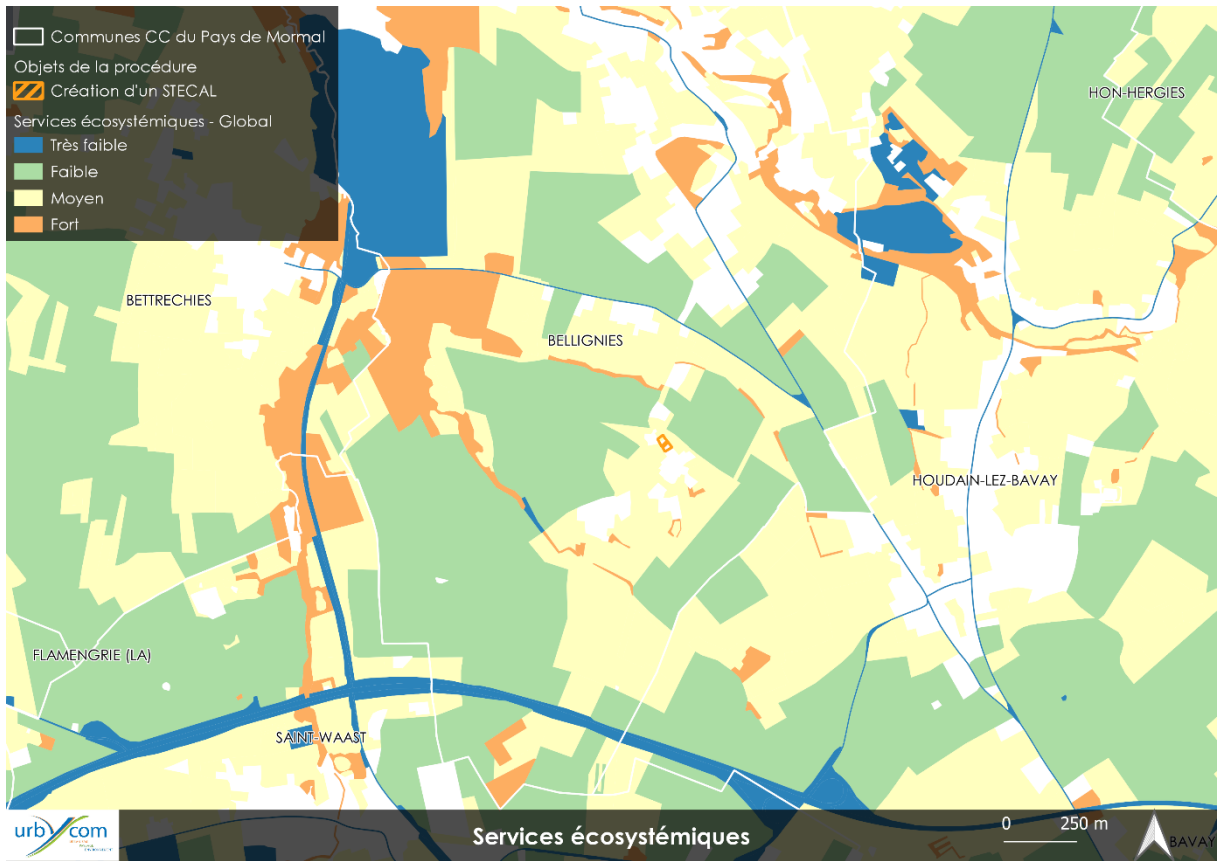 Communes CC du Pays de Mormal
Objets de la procédure
Création d'un STECAL
Services écosystémiques - Global
Très faible
Faible
Moyen
Fort
HON-HERGIES
BETTRECHIES
BELLIGNIES
HOUDAIN-LEZ-BAVAY
FLAMENGRIE (LA)
SAINT-WAAST
urbycom
Services écosystémiques
0 250 m
BAVAY